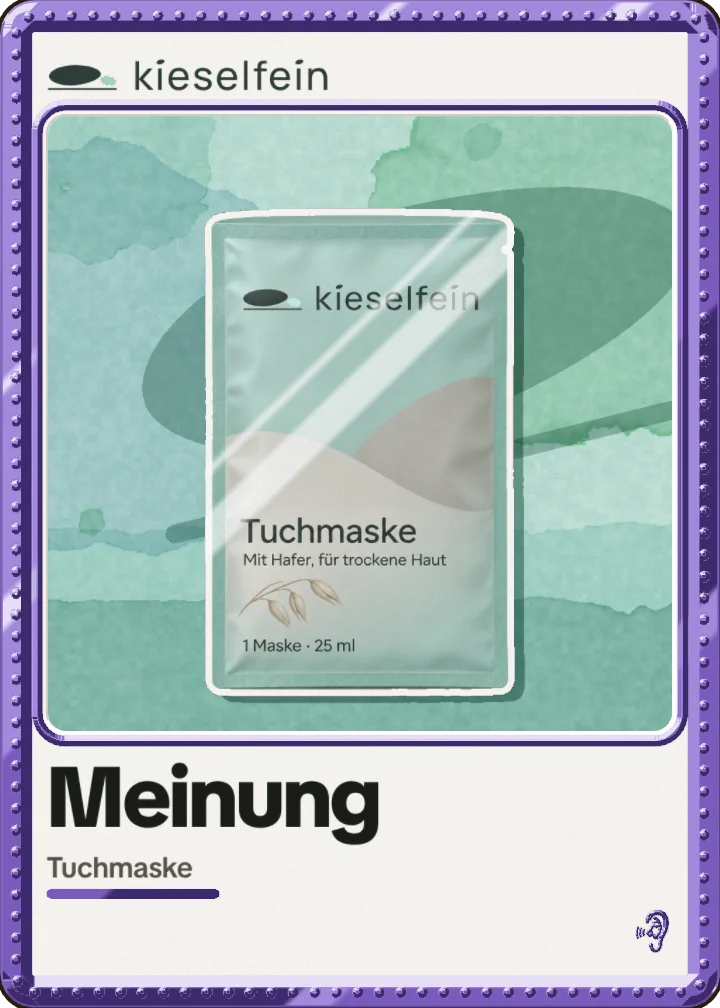 kieselfein
kieselfein
Tuchmaske
Mit Hafer, für trockene Haut
1 Maske · 25 ml
Meinung
Tuchmaske